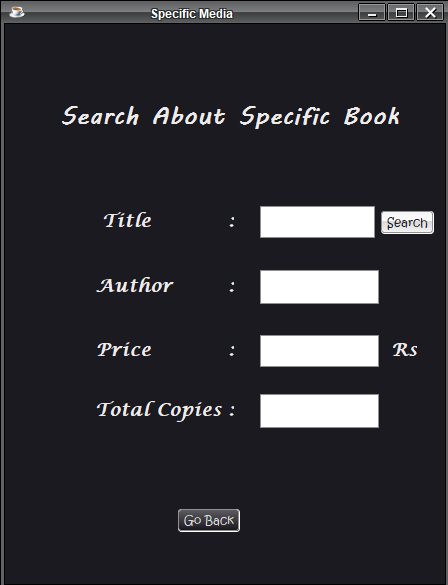 Specific Media
Search About Specific Book
Title : Search
Author :
Price : Rs
Total Copies :
Go Back